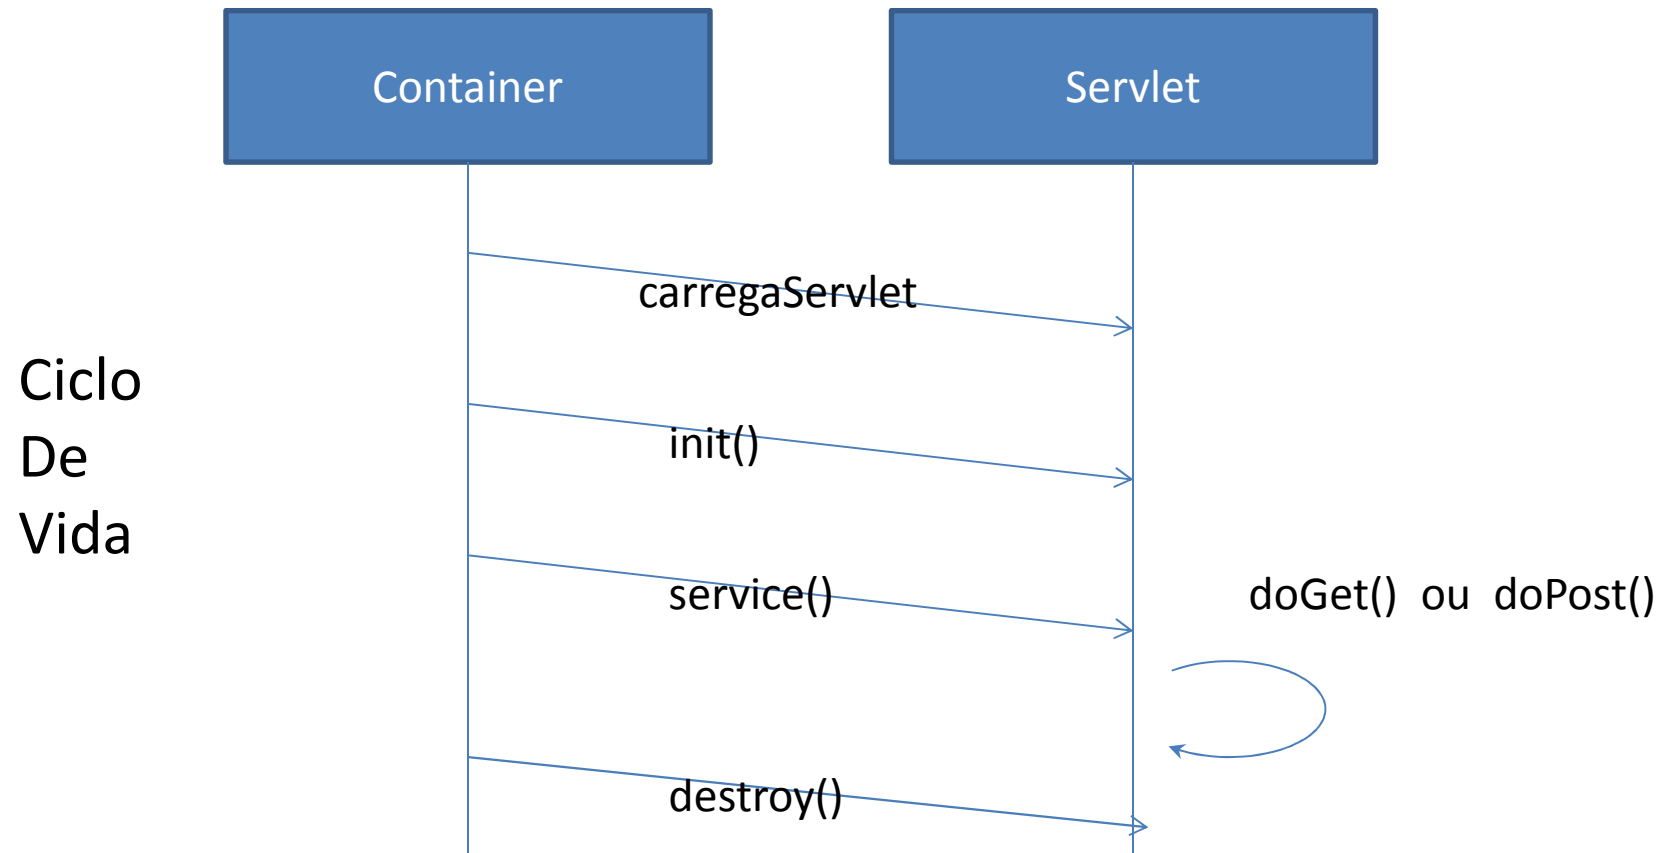 Container
Servlet
carregaServlet
Ciclo
De
Vida
init()
service()
doGet() ou doPost()
destroy()